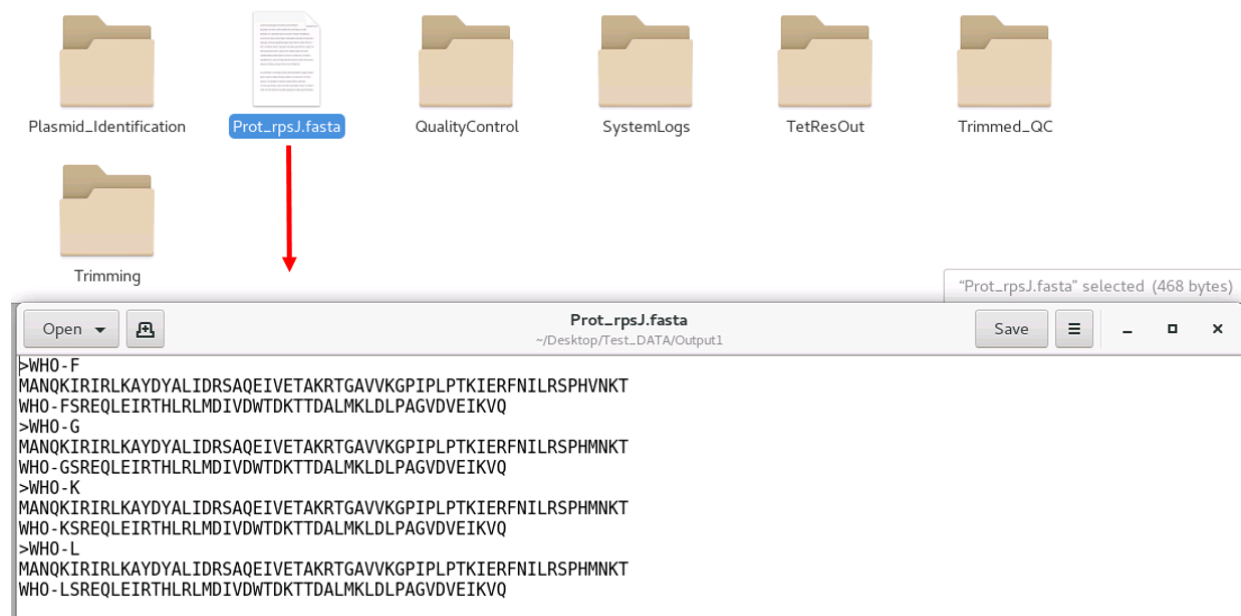 Plasmid_Identification
Prot_rpsJ.fasta
QualityControl
SystemLogs
TetResOut
Trimmed_QC
Trimming
"Prot_rpsJ.fasta" selected (468 bytes)
Open
Prot_rpsJ.fasta
~/Desktop/Test_DATA/Output1
Save
>WHO-F
MANQKIRIRLKAYDYALIDRSAQEIVETAKRTGAVVKGPIPLPTKIERFNILRSPHVNKT
WHO-FSREQLEIRTHLRLMDIVDWTDKTTDALMKLDLPAGVDVEIKVQ
>WHO-G
MANQKIRIRLKAYDYALIDRSAQEIVETAKRTGAVVKGPIPLPTKIERFNILRSPHMNKT
WHO-GSREQLEIRTHLRLMDIVDWTDKTTDALMKLDLPAGVDVEIKVQ
>WHO-K
MANQKIRIRLKAYDYALIDRSAQEIVETAKRTGAVVKGPIPLPTKIERFNILRSPHMNKT
WHO-KSREQLEIRTHLRLMDIVDWTDKTTDALMKLDLPAGVDVEIKVQ
>WHO-L
MANQKIRIRLKAYDYALIDRSAQEIVETAKRTGAVVKGPIPLPTKIERFNILRSPHMNKT
WHO-LSREQLEIRTHLRLMDIVDWTDKTTDALMKLDLPAGVDVEIKVQ